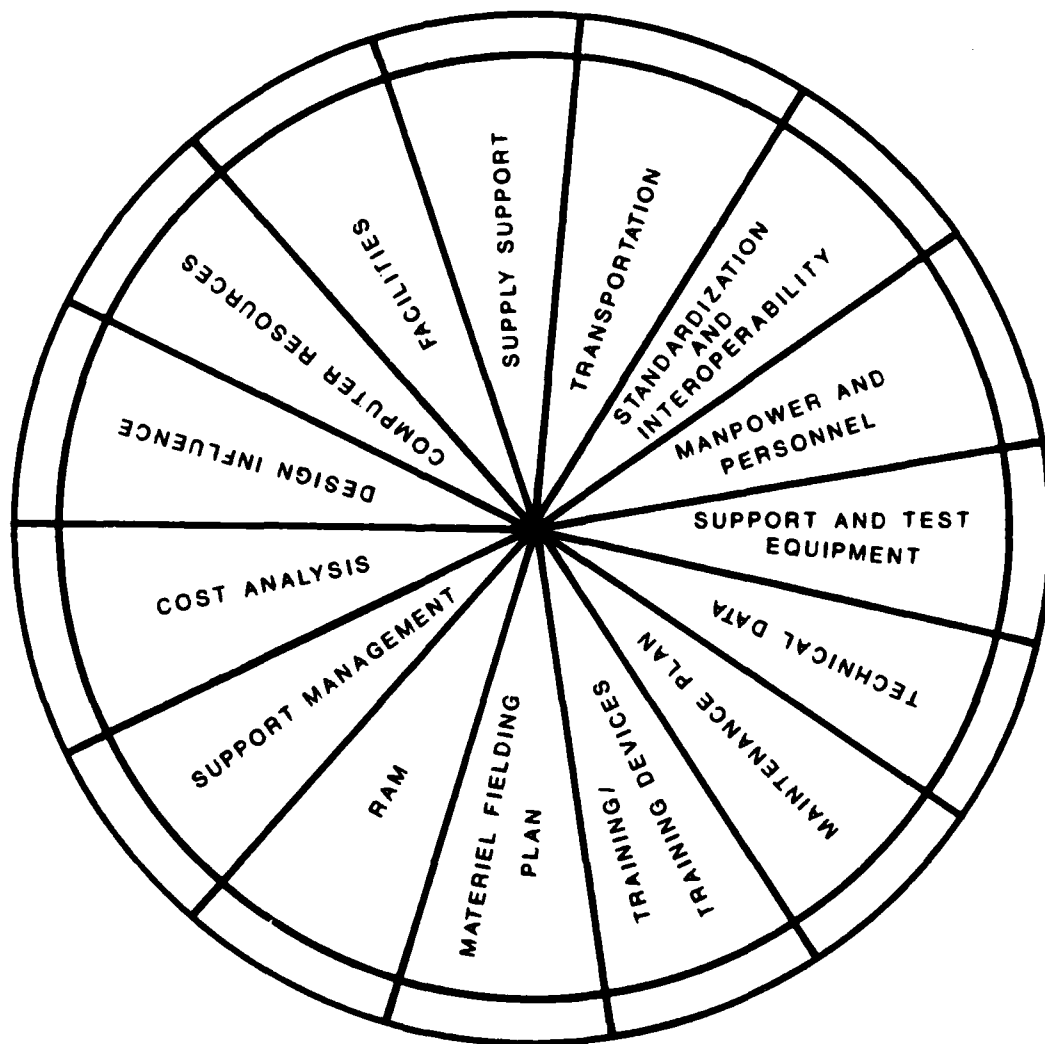 SUPPLY SUPPORT
TRANSPORTATION
STANDARDIZATION
AND
INTEROPERABILITY
MANPOWER AND
PERSONNEL
SUPPORT AND TEST
EQUIPMENT
TECHNICAL DATA
MAINTENANCE PLAN
TRAINING/
TRAINING DEVICES
MATERIEL FIELDING
PLAN
RAM
SUPPORT MANAGEMENT
COST ANALYSIS
DESIGN INFLUENCE
COMPUTER RESOURCES
FACILITIES